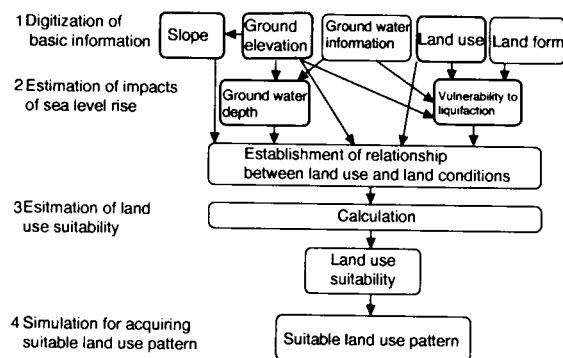 1 Digitization of
basic information
Slope
Ground
elevation
Ground water
information
Land use
Land form
2 Estimation of impacts
of sea level rise
Ground water
depth
Vulnerability to
liquifaction
Establishment of relationship
between land use and land conditions
3 Esitmation of land
use suitability
Calculation
Land use
suitability
4 Simulation for acquiring
suitable land use pattern
Suitable land use pattern